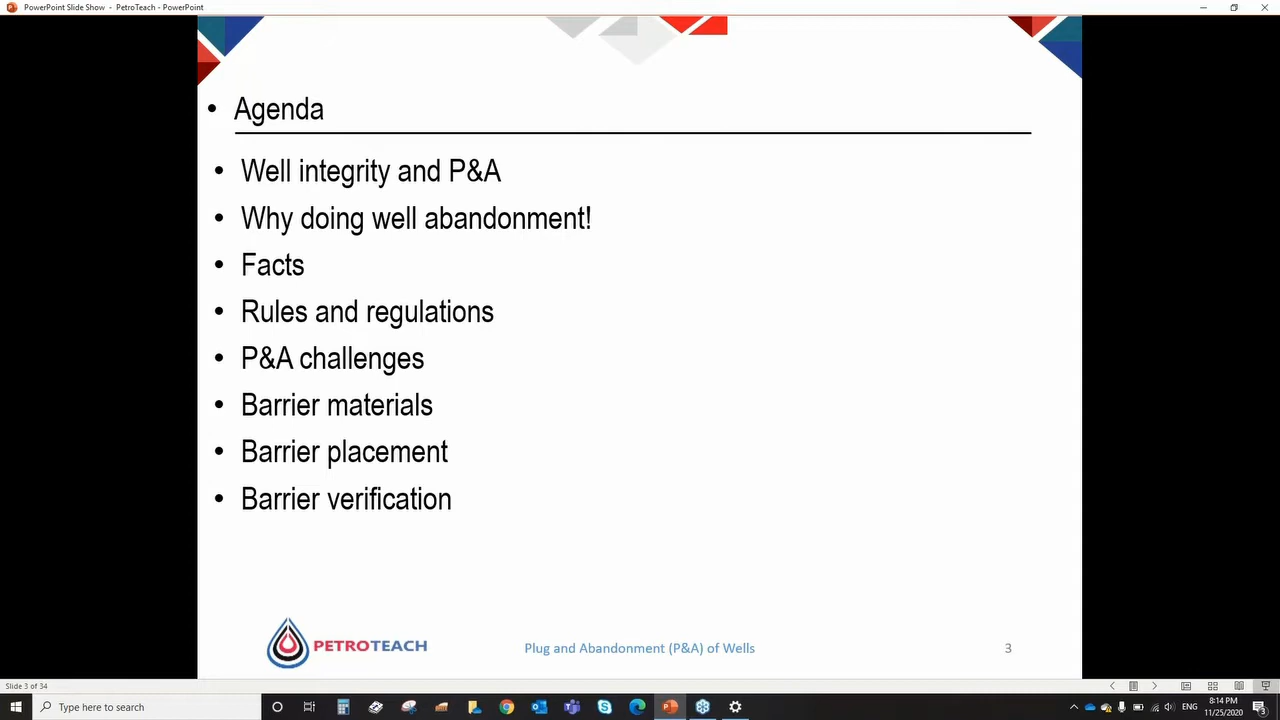 PowerPoint Slide Show - PetroTeach - PowerPoint
• Agenda
• Well integrity and P&A
• Why doing well abandonment!
• Facts
• Rules and regulations
• P&A challenges
• Barrier materials
• Barrier placement
• Barrier verification
PETROTEACH
Plug and Abandonment (P&A) of Wells
3
Slide 3 of 34
Type here to search
ENG
8:14 PM
11/25/2020
3